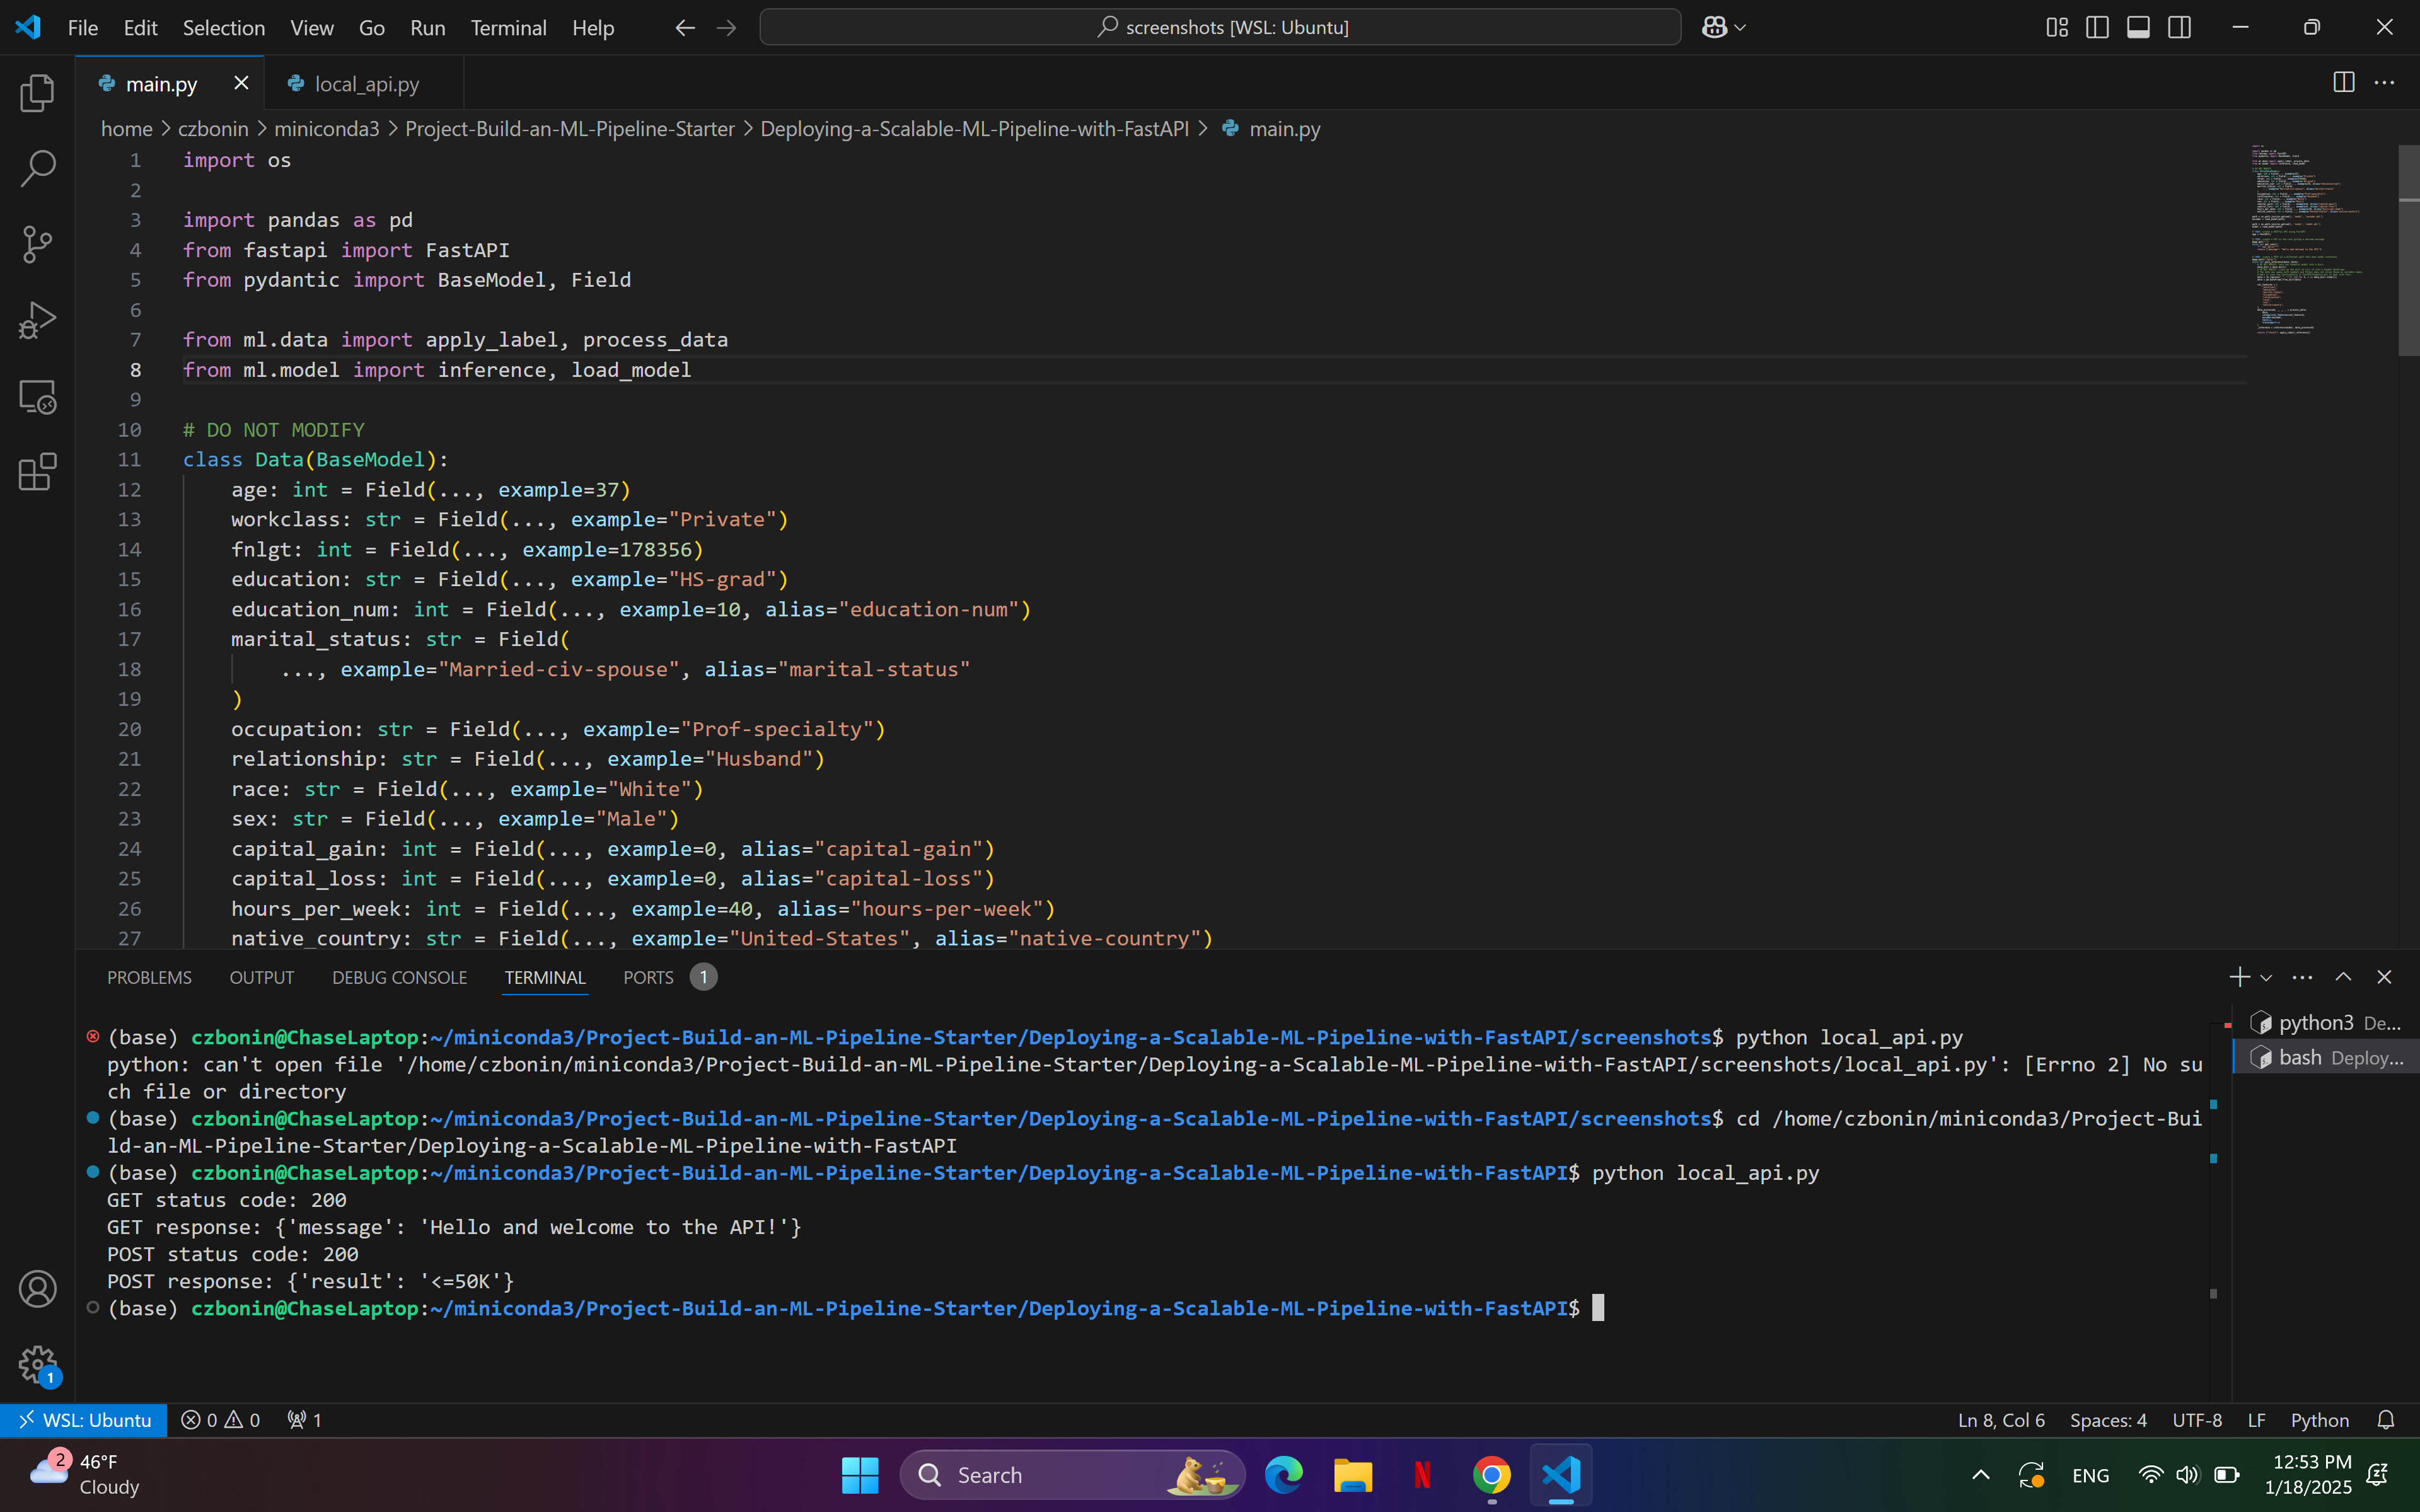 File Edit Selection View Go Run Terminal Help
screenshots [WSL: Ubuntu]
main.py
local_api.py
home > czbonin > miniconda3 > Project-Build-an-ML-Pipeline-Starter > Deploying-a-Scalable-ML-Pipeline-with-FastAPI > main.py
1 import os
2
3 import pandas as pd
4 from fastapi import FastAPI
5 from pydantic import BaseModel, Field
6
7 from ml.data import apply_label, process_data
8 from ml.model import inference, load_model
9
10 # DO NOT MODIFY
11 class Data(BaseModel):
12 age: int = Field(..., example=37)
13 workclass: str = Field(..., example="Private")
14 fnlgt: int = Field(..., example=178356)
15 education: str = Field(..., example="HS-grad")
16 education_num: int = Field(..., example=10, alias="education-num")
17 marital_status: str = Field(
18 ..., example="Married-civ-spouse", alias="marital-status"
19 )
20 occupation: str = Field(..., example="Prof-specialty")
21 relationship: str = Field(..., example="Husband")
22 race: str = Field(..., example="White")
23 sex: str = Field(..., example="Male")
24 capital_gain: int = Field(..., example=0, alias="capital-gain")
25 capital_loss: int = Field(..., example=0, alias="capital-loss")
26 hours_per_week: int = Field(..., example=40, alias="hours-per-week")
27 native_country: str = Field(..., example="United-States", alias="native-country")
PROBLEMS OUTPUT DEBUG CONSOLE TERMINAL PORTS 1
(base) czbonin@ChaseLaptop:~/miniconda3/Project-Build-an-ML-Pipeline-Starter/Deploying-a-Scalable-ML-Pipeline-with-FastAPI/screenshots$ python local_api.py
python: can't open file '/home/czbonin/miniconda3/Project-Build-an-ML-Pipeline-Starter/Deploying-a-Scalable-ML-Pipeline-with-FastAPI/screenshots/local_api.py': [Errno 2] No su
ch file or directory
(base) czbonin@ChaseLaptop:~/miniconda3/Project-Build-an-ML-Pipeline-Starter/Deploying-a-Scalable-ML-Pipeline-with-FastAPI/screenshots$ cd /home/czbonin/miniconda3/Project-Bui
ld-an-ML-Pipeline-Starter/Deploying-a-Scalable-ML-Pipeline-with-FastAPI
(base) czbonin@ChaseLaptop:~/miniconda3/Project-Build-an-ML-Pipeline-Starter/Deploying-a-Scalable-ML-Pipeline-with-FastAPI$ python local_api.py
GET status code: 200
GET response: {'message': 'Hello and welcome to the API!'}
POST status code: 200
POST response: {'result': '<=50K'}
(base) czbonin@ChaseLaptop:~/miniconda3/Project-Build-an-ML-Pipeline-Starter/Deploying-a-Scalable-ML-Pipeline-with-FastAPI$
python3 De...
bash Deploy...
1
WSL: Ubuntu 0 0 1
Ln 8, Col 6 Spaces: 4 UTF-8 LF Python
2
46°F
Cloudy
Search
ENG
12:53 PM
1/18/2025